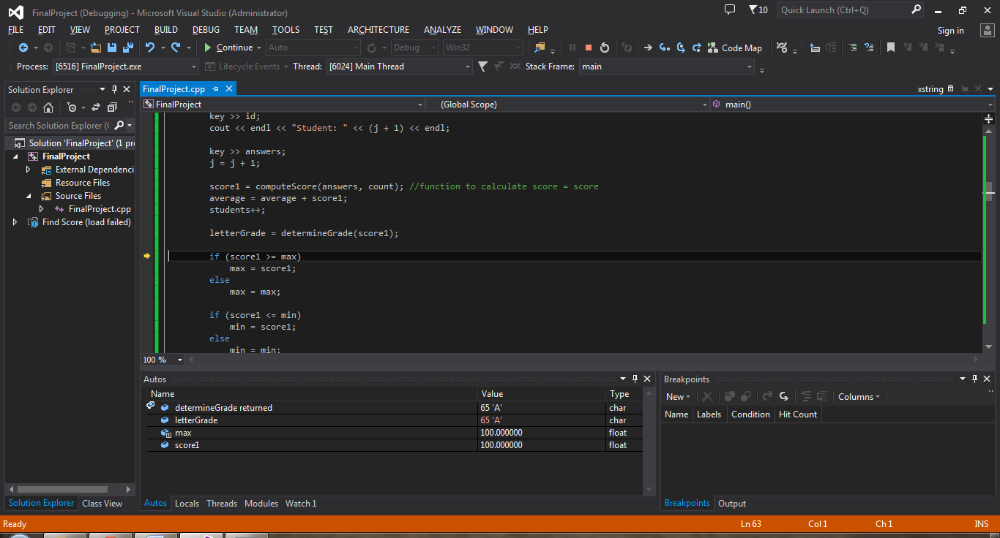 FinalProject (Debugging) - Microsoft Visual Studio (Administrator)
10
Quick Launch (Ctrl+Q)
FILE EDIT VIEW PROJECT BUILD DEBUG TEAM TOOLS TEST ARCHITECTURE ANALYZE WINDOW HELP
Sign in
Continue
Auto
Debug
Win32
Code Map
Process: [6516] FinalProject.exe
Lifecycle Events
Thread: [6024] Main Thread
Stack Frame: main
Solution Explorer
Search Solution Explorer (
Solution 'FinalProject' (1 pr
FinalProject
External Dependenci
Resource Files
Source Files
FinalProject.cpp
Find Score (load failed)
Solution Explorer
Class View
FinalProject.cpp
xstring
FinalProject
(Global Scope)
main()
key >> id;
cout << endl << "Student: " << (j + 1) << endl;
key >> answers;
j = j + 1;
score1 = computeScore(answers, count); //function to calculate score = score
average = average + score1;
students++;
letterGrade = determineGrade(score1);
if (score1 >= max)
max = score1;
else
max = max;
if (score1 <= min)
min = score1;
else
min = min;
100 %
Autos
Name Value Type
determineGrade returned 65 'A' char
letterGrade 65 'A' char
max 100.000000 float
score1 100.000000 float
Autos Locals Threads Modules Watch 1
Breakpoints
New
Columns
Name Labels Condition Hit Count
Breakpoints Output
Ready
Ln 63
Col 1
Ch 1
INS